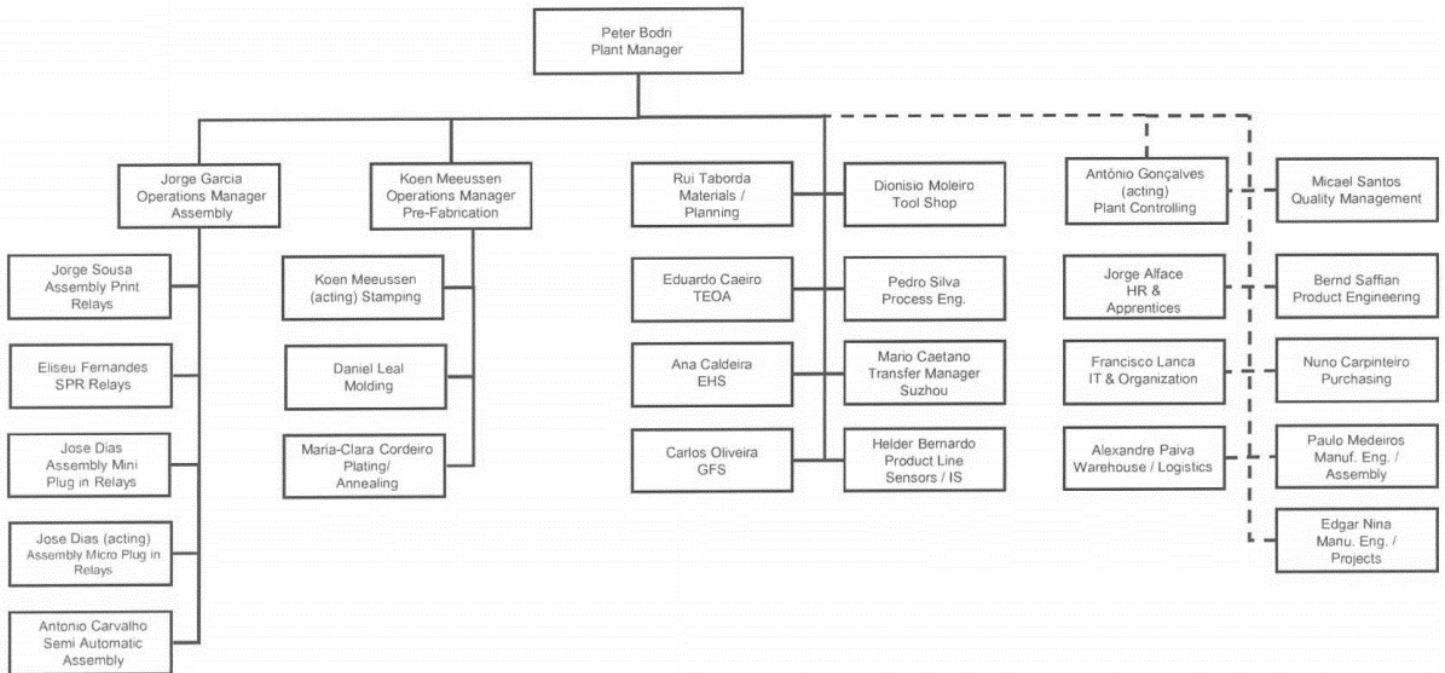 Peter Bodri
Plant Manager
Jorge Garcia
Operations Manager
Assembly
Koen Meeussen
Operations Manager
Pre-Fabrication
Rui Taborda
Materials /
Planning
Dionisio Moleiro
Tool Shop
António Gonçalves
(acting)
Plant Controlling
Micael Santos
Quality Management
Jorge Sousa
Assembly Print
Relays
Koen Meeussen
(acting) Stamping
Eduardo Caeiro
TEOA
Pedro Silva
Process Eng.
Jorge Alface
HR &
Apprentices
Bernd Saffian
Product Engineering
Eliseu Fernandes
SPR Relays
Daniel Leal
Molding
Ana Caldeira
EHS
Mario Caetano
Transfer Manager
Suzhou
Francisco Lanca
IT & Organization
Nuno Carpinteiro
Purchasing
Jose Dias
Assembly Mini
Plug in Relays
Maria-Clara Cordeiro
Plating/
Annealing
Carlos Oliveira
GFS
Helder Bernardo
Product Line
Sensors / IS
Alexandre Paiva
Warehouse / Logistics
Paulo Medeiros
Manuf. Eng. /
Assembly
Jose Dias (acting)
Assembly Micro Plug in
Relays
Edgar Nina
Manu. Eng. /
Projects
Antonio Carvalho
Semi Automatic
Assembly